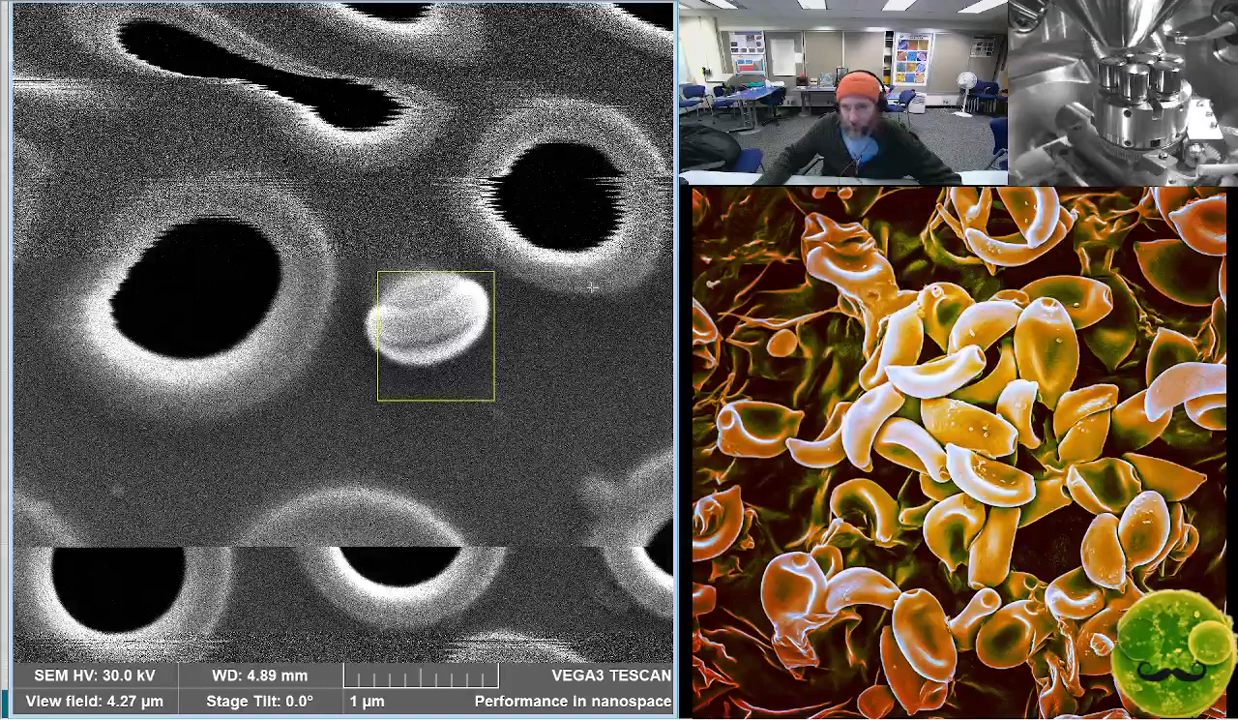 SEM HV: 30.0 kV
WD: 4.89 mm
VEGA3 TESCAN
View field: 4.27 µm
Stage Tilt: 0.0°
1 µm
Performance in nanospace